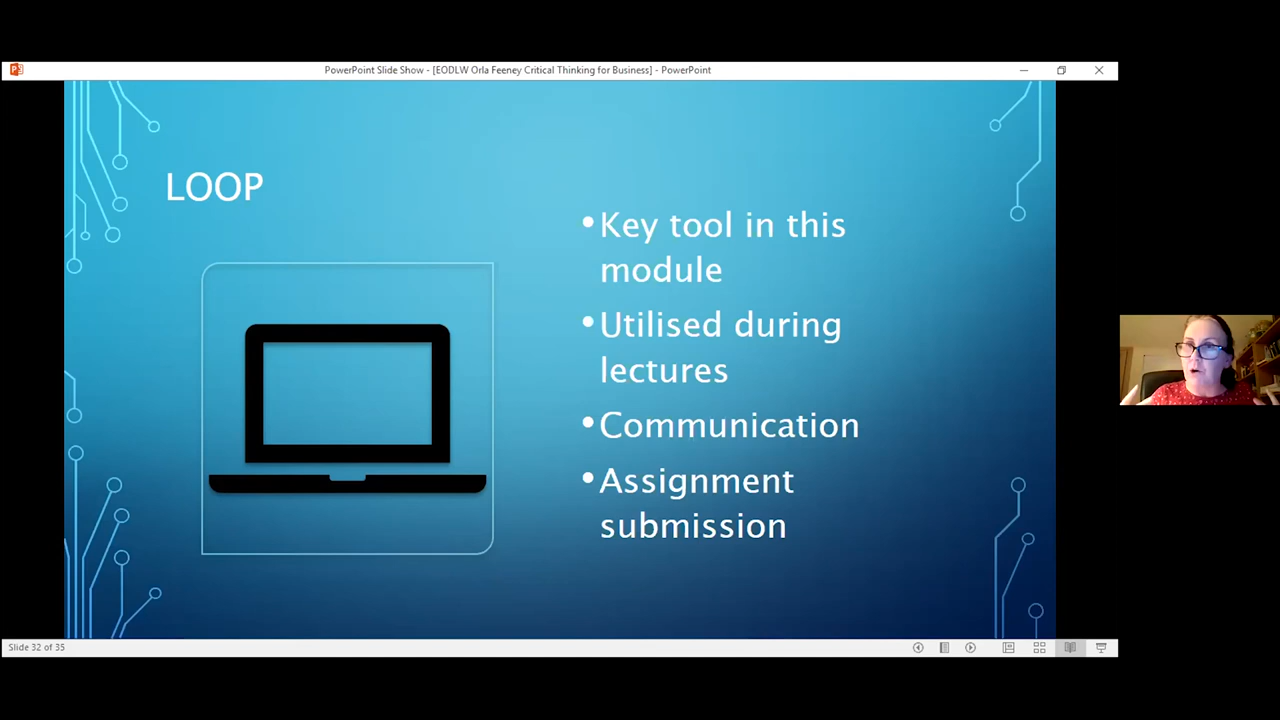 PowerPoint Slide Show - [EODLW Orla Feeney Critical Thinking for Business] - PowerPoint
LOOP
•Key tool in this
module
•Utilised during
lectures
•Communication
•Assignment
submission
Slide 32 of 35